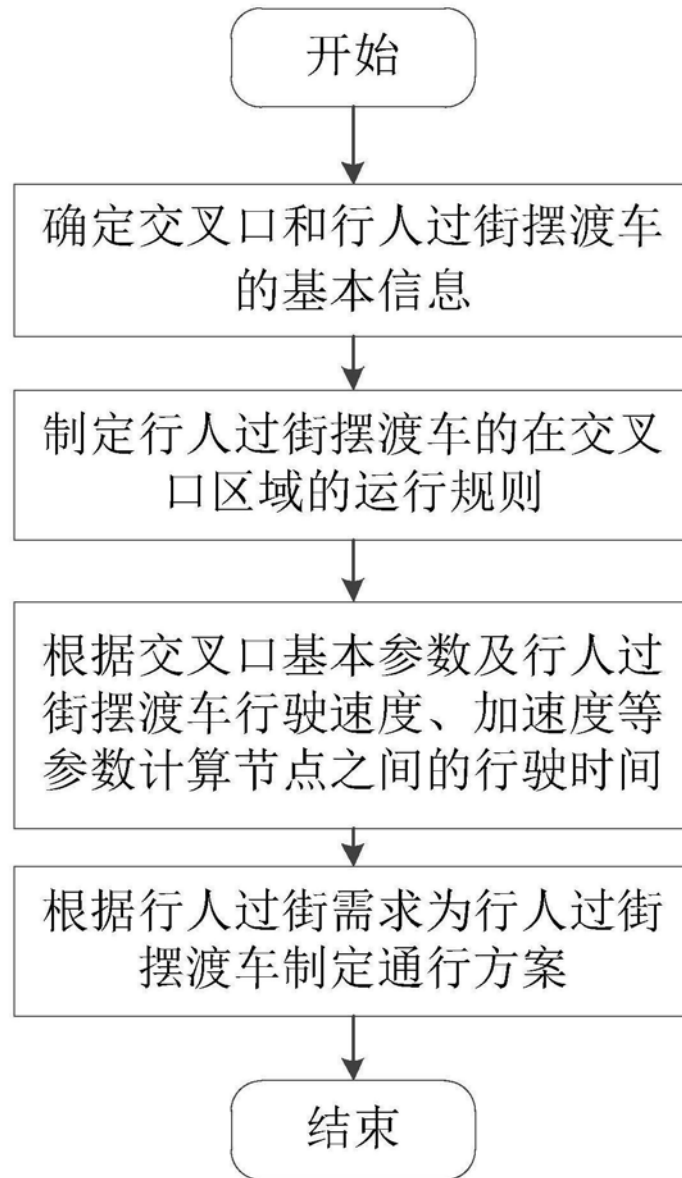 开始
确定交叉口和行人过街摆渡车
的基本信息
制定行人过街摆渡车的在交叉
口区域的运行规则
根据交叉口基本参数及行人过
街摆渡车行驶速度、加速度等
参数计算节点之间的行驶时间
根据行人过街需求为行人过街
摆渡车制定通行方案
结束